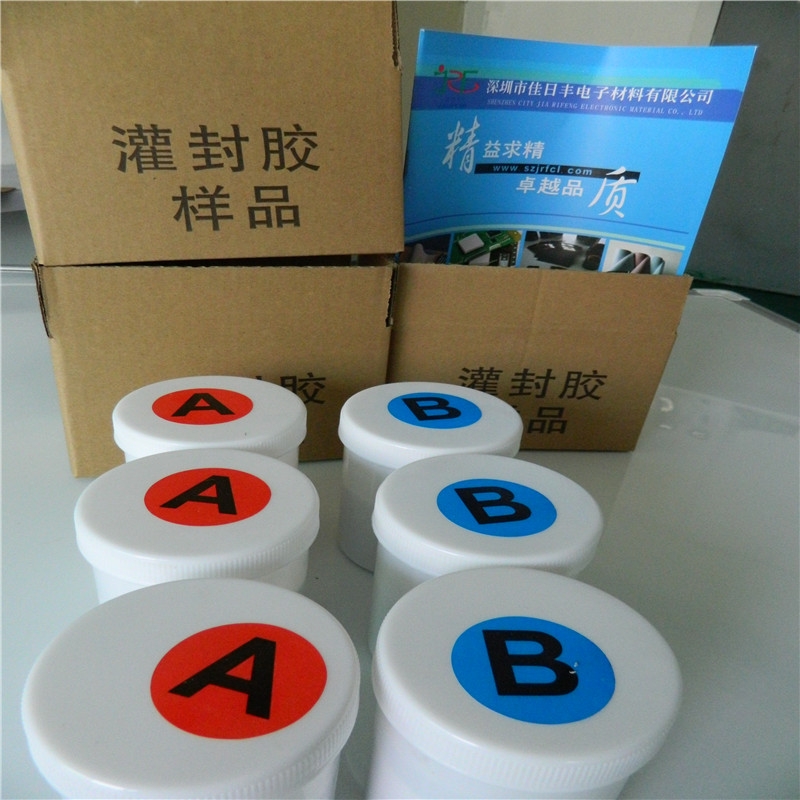 灌封胶
样品
深圳市佳日丰电子材料有限公司
SHENZHEN CITY JIA RIFENG ELECTRONIC MATERIAL CO., LTD
精益求精
www.szjrfcl.com
卓越品质
胶
灌封胶
品
A
B
A
B
A
B